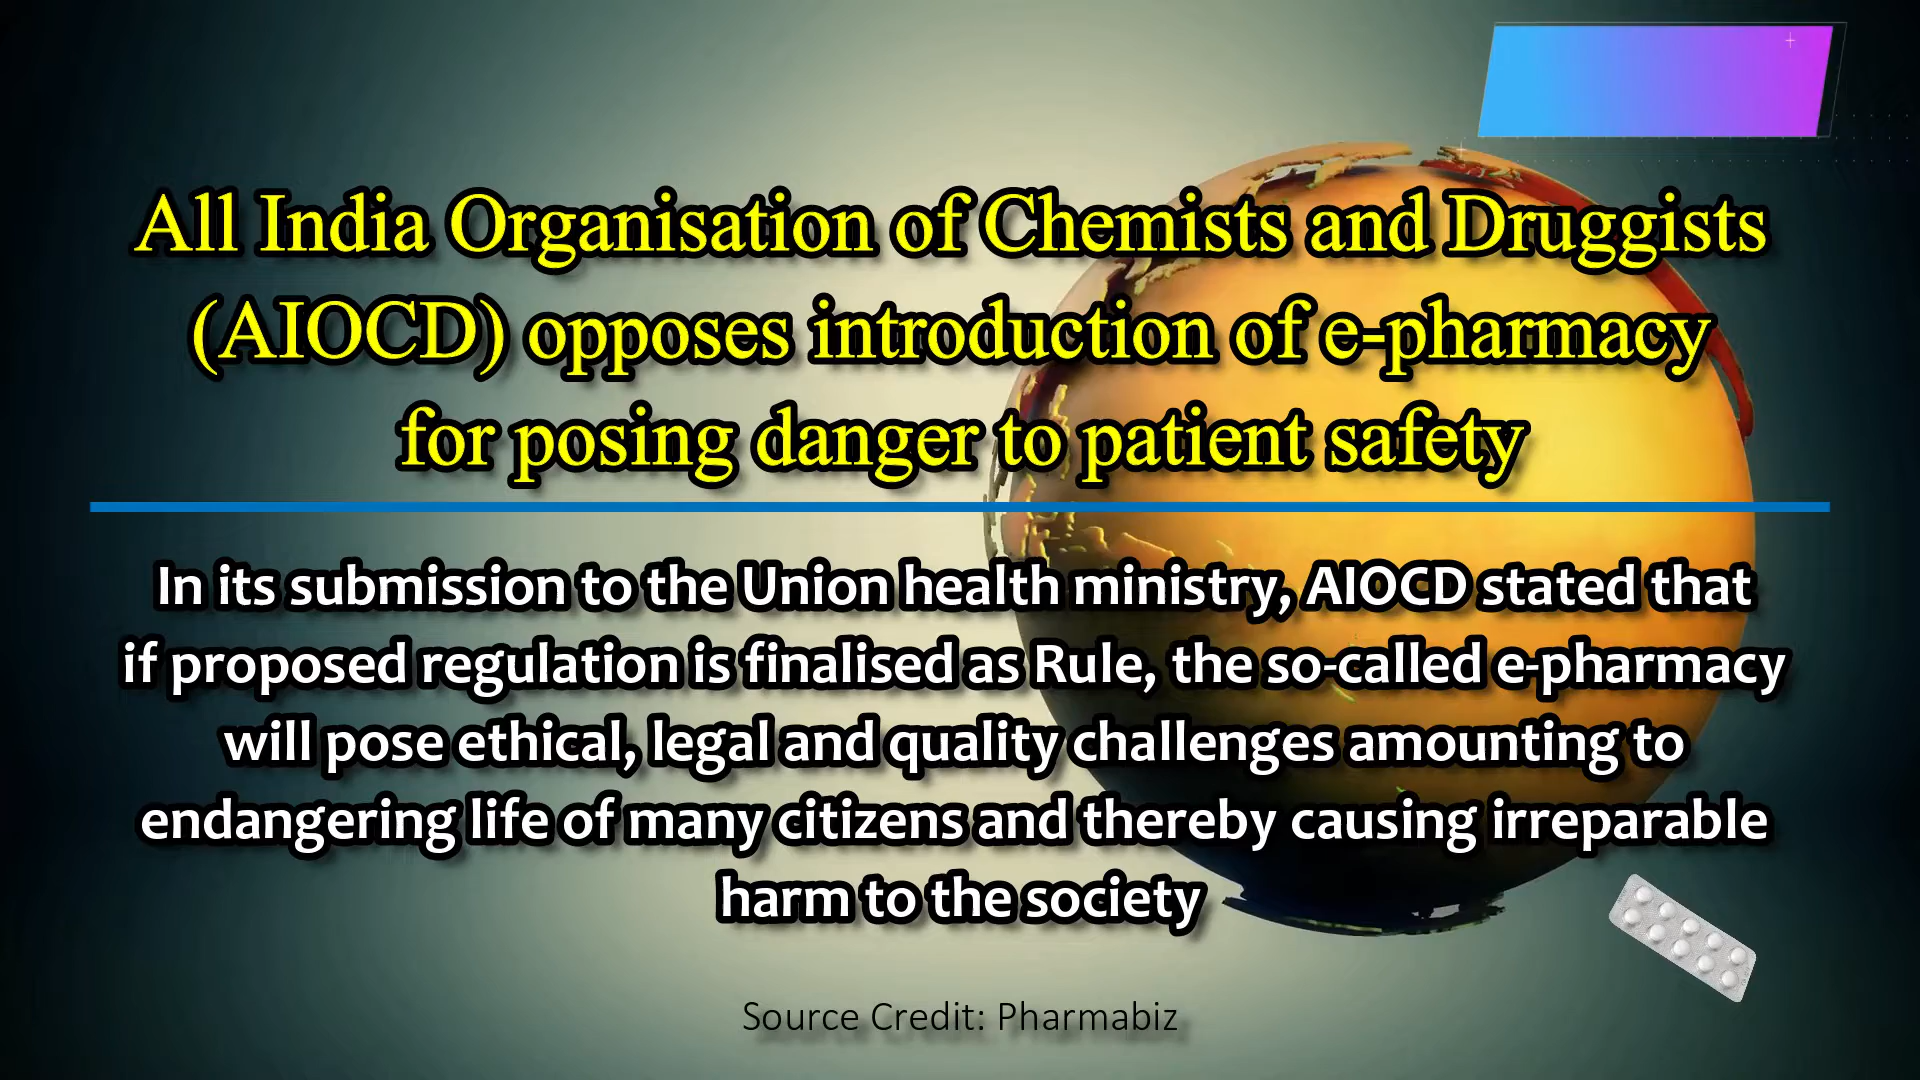 All India Organisation of Chemists and Druggists
(AIOCD) opposes introduction of e-pharmacy
for posing danger to patient safety
In its submission to the Union health ministry, AIOCD stated that
if proposed regulation is finalised as Rule, the so-called e-pharmacy
will pose ethical, legal and quality challenges amounting to
endangering life of many citizens and thereby causing irreparable
harm to the society
Source Credit: Pharmabiz